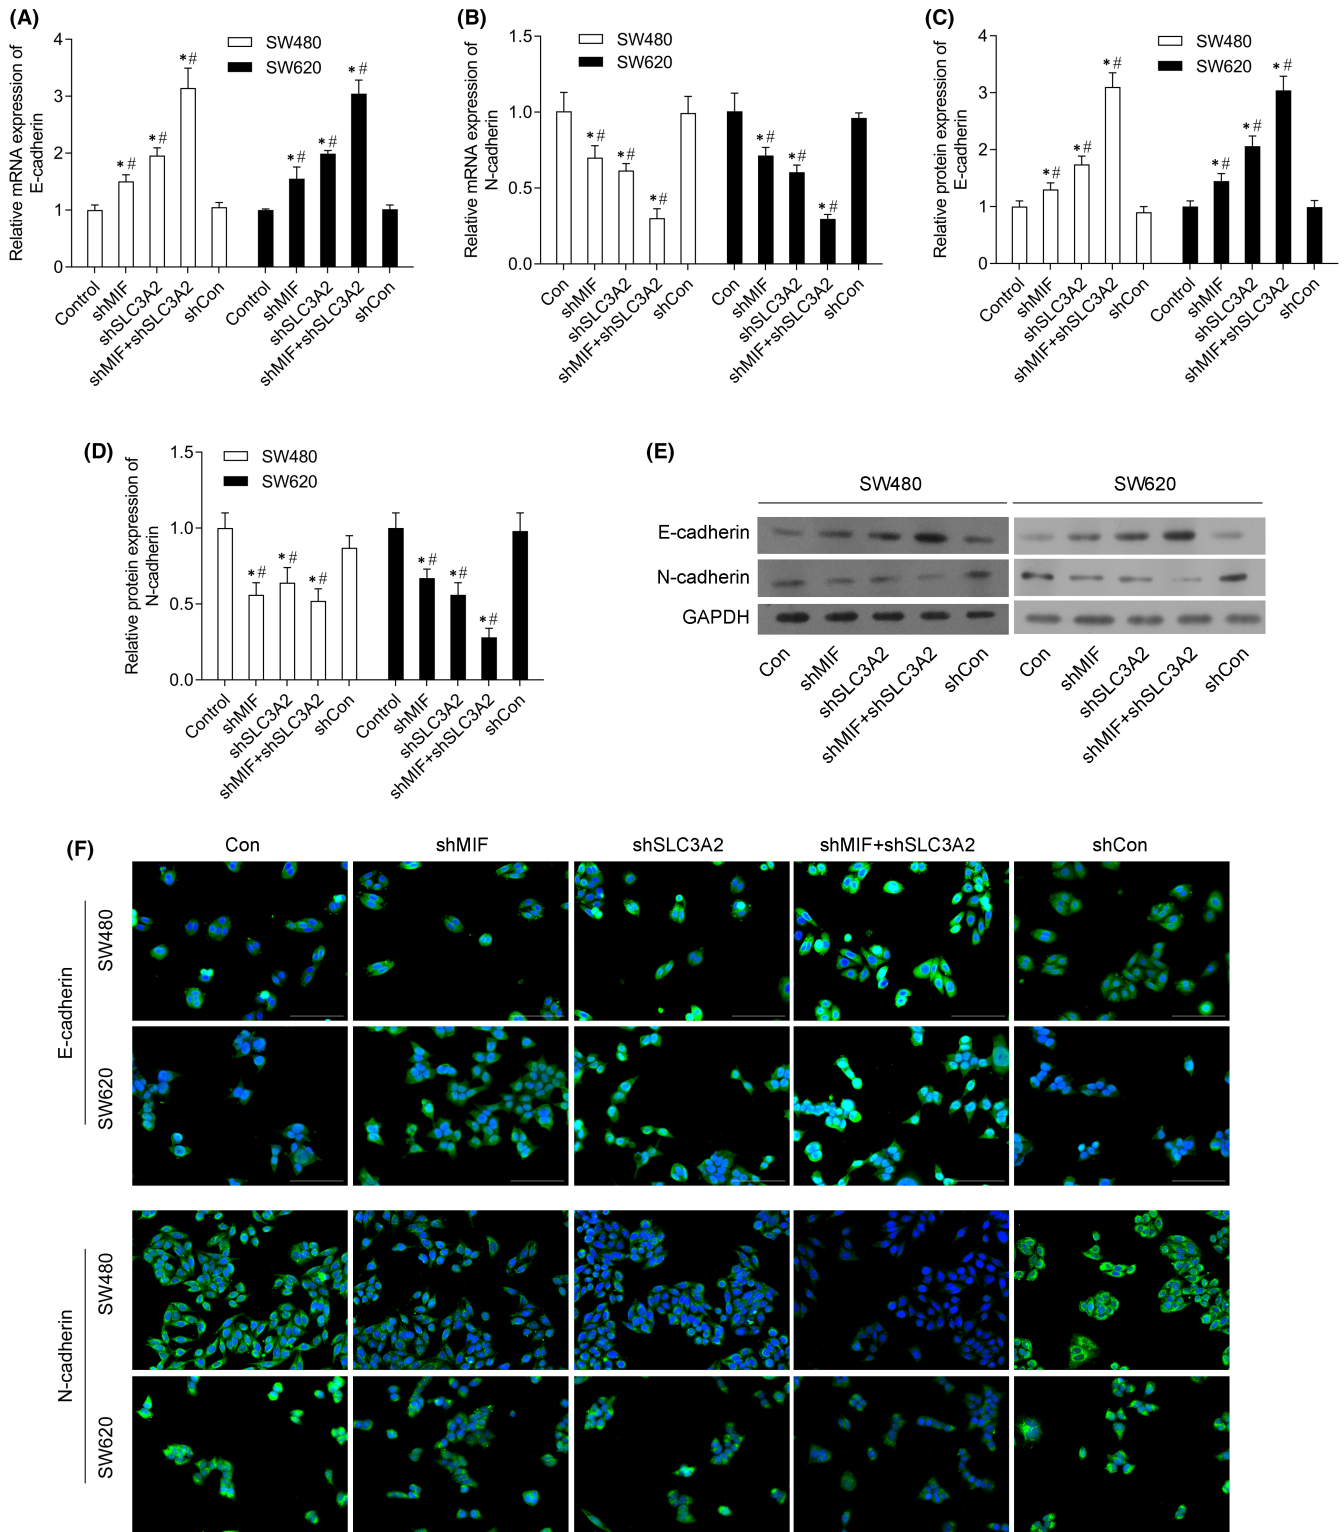 (A)
Relative mRNA expression of
E-cadherin
SW480
SW620
4
3
2
1
0
*# *# *# *# *# *#
Control shMIF shSLC3A2 shMIF+shSLC3A2 shCon Control shMIF shSLC3A2 shMIF+shSLC3A2 shCon
(B)
Relative mRNA expression of
N-cadherin
SW480
SW620
1.5
1.0
0.5
0.0
*# *# *# *# *# *#
Con shMIF shSLC3A2 shMIF+shSLC3A2 shCon Con shMIF shSLC3A2 shMIF+shSLC3A2 shCon
(C)
Relative protein expression of
E-cadherin
SW480
SW620
4
3
2
1
0
*# *# *# *# *# *#
Control shMIF shSLC3A2 shMIF+shSLC3A2 shCon Control shMIF shSLC3A2 shMIF+shSLC3A2 shCon
(D)
Relative protein expression of
N-cadherin
SW480
SW620
1.5
1.0
0.5
0.0
*# *# *# *# *# *#
Control shMIF shSLC3A2 shMIF+shSLC3A2 shCon Control shMIF shSLC3A2 shMIF+shSLC3A2 shCon
(E)
SW480 SW620
E-cadherin
N-cadherin
GAPDH
Con shMIF shSLC3A2 shMIF+shSLC3A2 shCon Con shMIF shSLC3A2 shMIF+shSLC3A2 shCon
(F)
Con shMIF shSLC3A2 shMIF+shSLC3A2 shCon
E-cadherin
SW480
SW620
N-cadherin
SW480
SW620